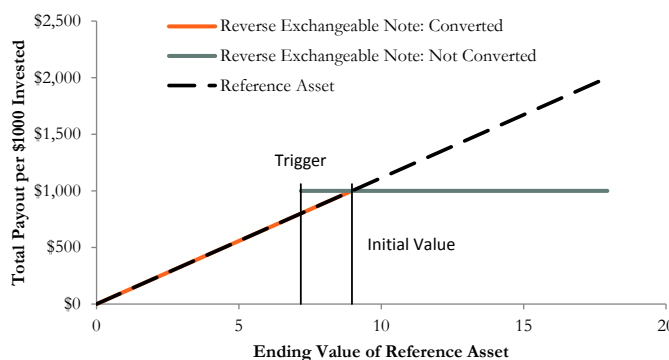 $2,500
Reverse Exchangeable Note: Converted
Reverse Exchangeable Note: Not Converted
Reference Asset
$2,000
$1,500
$1,000
$500
$0
Total Payout per $1000 Invested
Trigger
Initial Value
0 5 10 15 20
Ending Value of Reference Asset